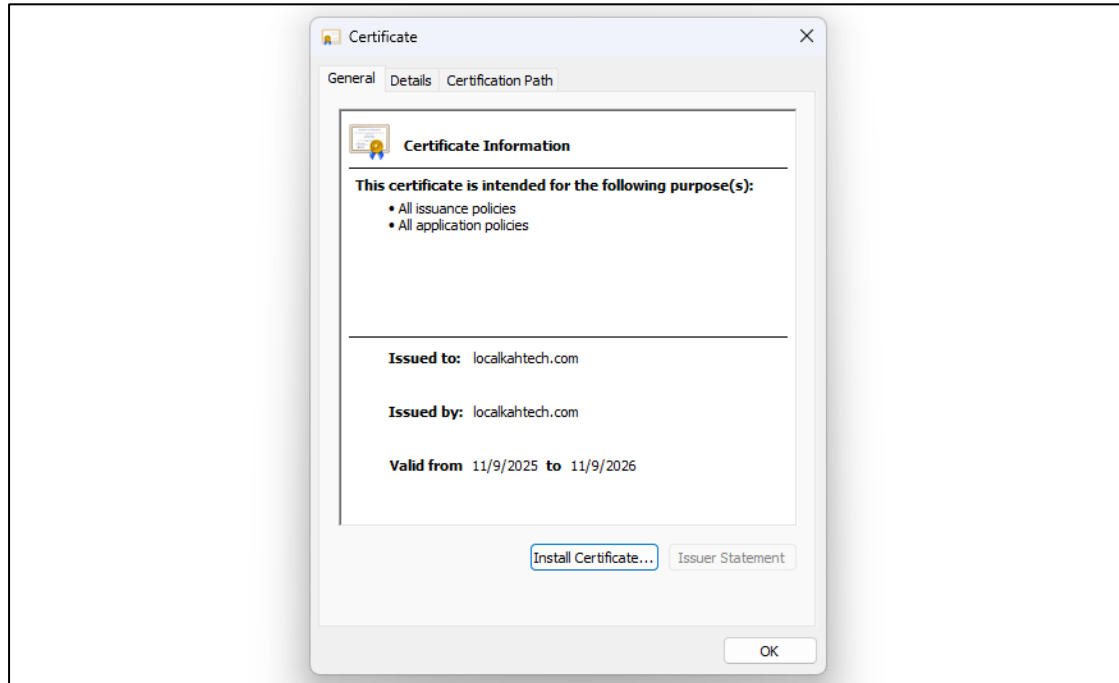 Certificate
General Details Certification Path
Certificate Information
This certificate is intended for the following purpose(s):
• All issuance policies
• All application policies
Issued to: localkahtech.com
Issued by: localkahtech.com
Valid from 11/9/2025 to 11/9/2026
Install Certificate... Issuer Statement
OK